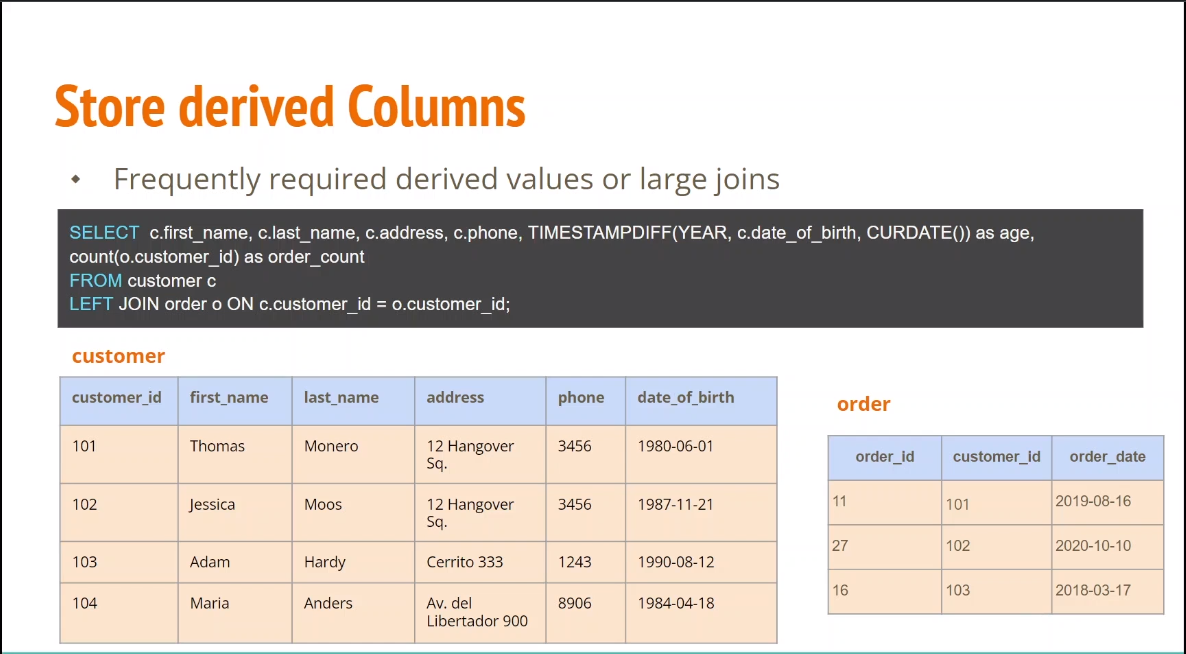 Store derived Columns
◆ Frequently required derived values or large joins
SELECT c.first_name, c.last_name, c.address, c.phone, TIMESTAMPDIFF(YEAR, c.date_of_birth, CURDATE()) as age,
count(o.customer_id) as order_count
FROM customer c
LEFT JOIN order o ON c.customer_id = o.customer_id;
customer
customer_id first_name last_name address phone date_of_birth
101 Thomas Monero 12 Hangover 3456 1980-06-01
Sq.
102 Jessica Moos 12 Hangover 3456 1987-11-21
Sq.
103 Adam Hardy Cerrito 333 1243 1990-08-12
104 Maria Anders Av. del 8906 1984-04-18
Libertador 900
order
order_id customer_id order_date
11 101 2019-08-16
27 102 2020-10-10
16 103 2018-03-17